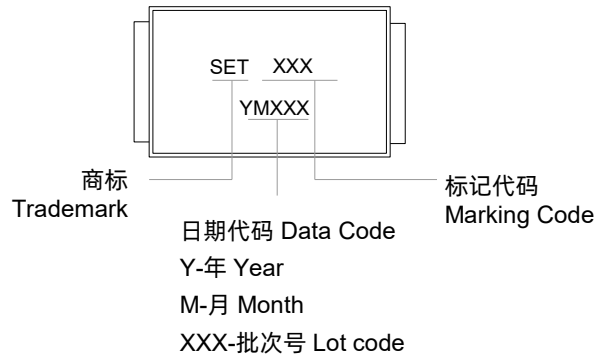 SET XXX
YMXXX
商标
Trademark
标记代码
Marking Code
日期代码 Data Code
Y-年 Year
M-月 Month
XXX-批次号 Lot code